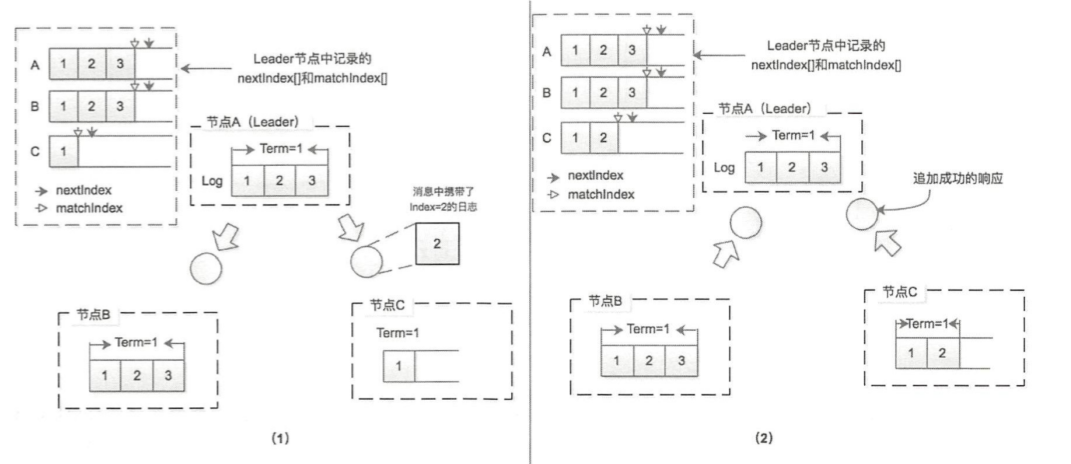 A
1 2 3
B
1 2 3
C
1
nextIndex
matchIndex
Leader节点中记录的
nextIndex[]和matchIndex[]
节点A（Leader）
Term=1
Log
1 2 3
消息中携带了
Index=2的日志
2
节点B
Term=1
1 2 3
节点C
Term=1
1
（1）
A
1 2 3
B
1 2 3
C
1 2
nextIndex
matchIndex
Leader节点中记录的
nextIndex[]和matchIndex[]
节点A（Leader）
Term=1
Log
1 2 3
追加成功的响应
节点B
Term=1
1 2 3
节点C
Term=1
1 2
（2）